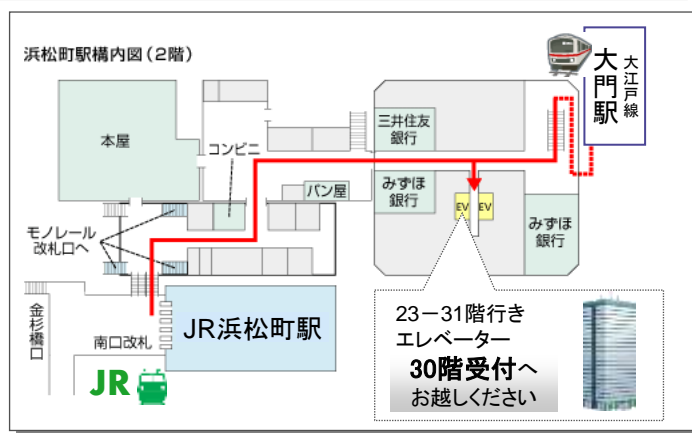 浜松町駅構内図(2階)
大門駅
大江戸線
本屋
コンビニ
三井住友
銀行
パン屋
みずほ
銀行
EV
EV
みずほ
銀行
モノレール
改札口へ
金杉橋口
南口改札
JR浜松町駅
JR
23-31階行き
エレベーター
30階受付へ
お越しください